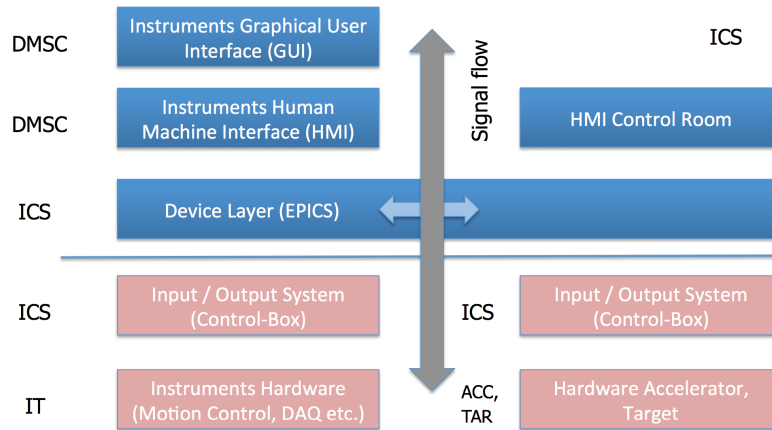 DMSC
Instruments Graphical User
Interface (GUI)
ICS
Signal flow
DMSC
Instruments Human
Machine Interface (HMI)
HMI Control Room
ICS
Device Layer (EPICS)
ICS
Input / Output System
(Control-Box)
ICS
Input / Output System
(Control-Box)
IT
Instruments Hardware
(Motion Control, DAQ etc.)
ACC,
TAR
Hardware Accelerator,
Target